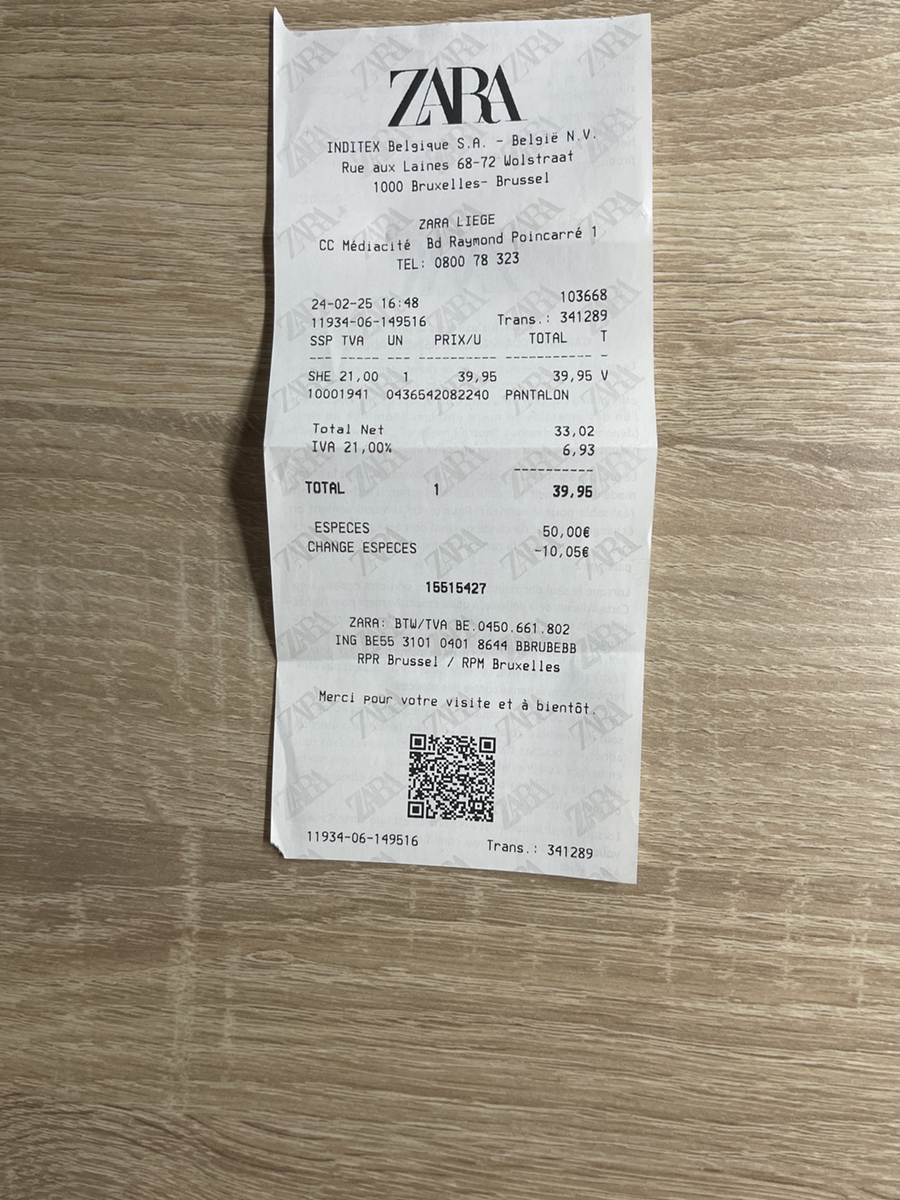 ZARA
INDITEX Belgique S.A. - België N.V.
Rue aux Laines 68-72 Wolstraat
1000 Bruxelles- Brussel
ZARA LIEGE
CC Médiacité Bd Raymond Poincarré 1
TEL: 0800 78 323
24-02-25 16:48 103668
11934-06-149516 Trans.: 341289
SSP TVA UN PRIX/U TOTAL T
SHE 21,00 1 39,95 39,95 V
10001941 0436542082240 PANTALON
Total Net 33,02
IVA 21,00% 6,93
TOTAL 1 39,95
ESPECES 50,00€
CHANGE ESPECES -10,05€
15515427
ZARA: BTW/TVA BE.0450.661.802
ING BE55 3101 0401 8644 BBRUBEBB
RPR Brussel / RPM Bruxelles
Merci pour votre visite et à bientôt.
11934-06-149516 Trans.: 341289